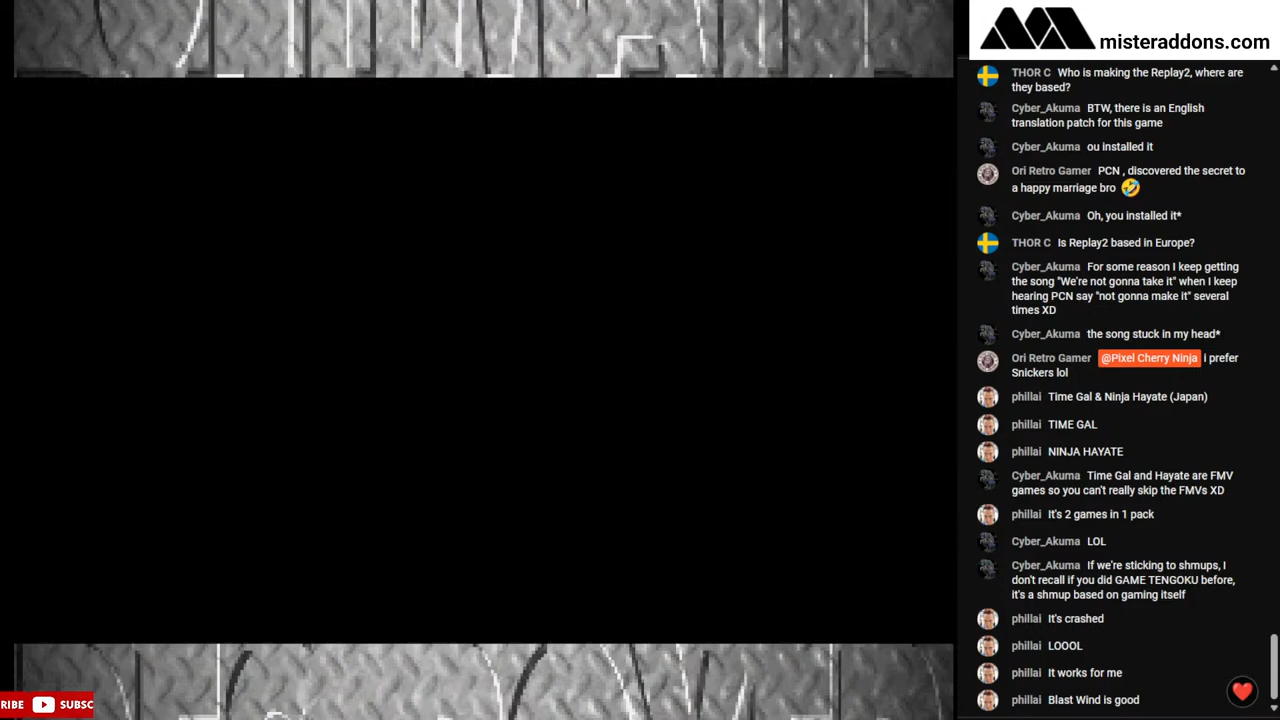 misteraddons.com
THOR C Who is making the Replay2, where are
they based?
Cyber_Akuma BTW, there is an English
translation patch for this game
Cyber_Akuma ou installed it
Ori Retro Gamer PCN , discovered the secret to
a happy marriage bro 🤣
Cyber_Akuma Oh, you installed it*
THOR C Is Replay2 based in Europe?
Cyber_Akuma For some reason I keep getting
the song "We're not gonna take it" when I keep
hearing PCN say "not gonna make it" several
times XD
Cyber_Akuma the song stuck in my head*
Ori Retro Gamer @Pixel Cherry Ninja i prefer
Snickers lol
phillai Time Gal & Ninja Hayate (Japan)
phillai TIME GAL
phillai NINJA HAYATE
Cyber_Akuma Time Gal and Hayate are FMV
games so you can't really skip the FMVs XD
phillai It's 2 games in 1 pack
Cyber_Akuma LOL
Cyber_Akuma If we're sticking to shmups, I
don't recall if you did GAME TENGOKU before,
it's a shmup based on gaming itself
phillai It's crashed
phillai LOOOL
phillai It works for me
phillai Blast Wind is good
RIBE SUBSC